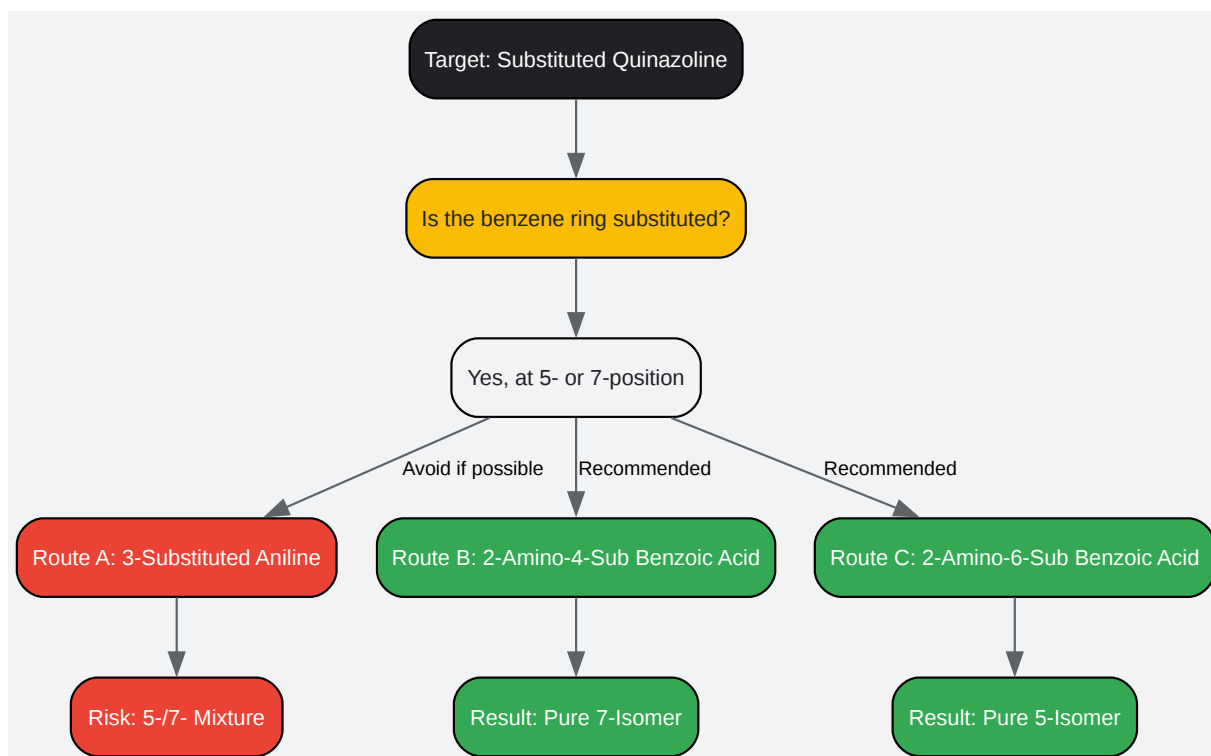 Target: Substituted Quinazoline
Is the benzene ring substituted?
Yes, at 5- or 7-position
Avoid if possible
Recommended
Recommended
Route A: 3-Substituted Aniline
Route B: 2-Amino-4-Sub Benzoic Acid
Route C: 2-Amino-6-Sub Benzoic Acid
Risk: 5-/7- Mixture
Result: Pure 7-Isomer
Result: Pure 5-Isomer